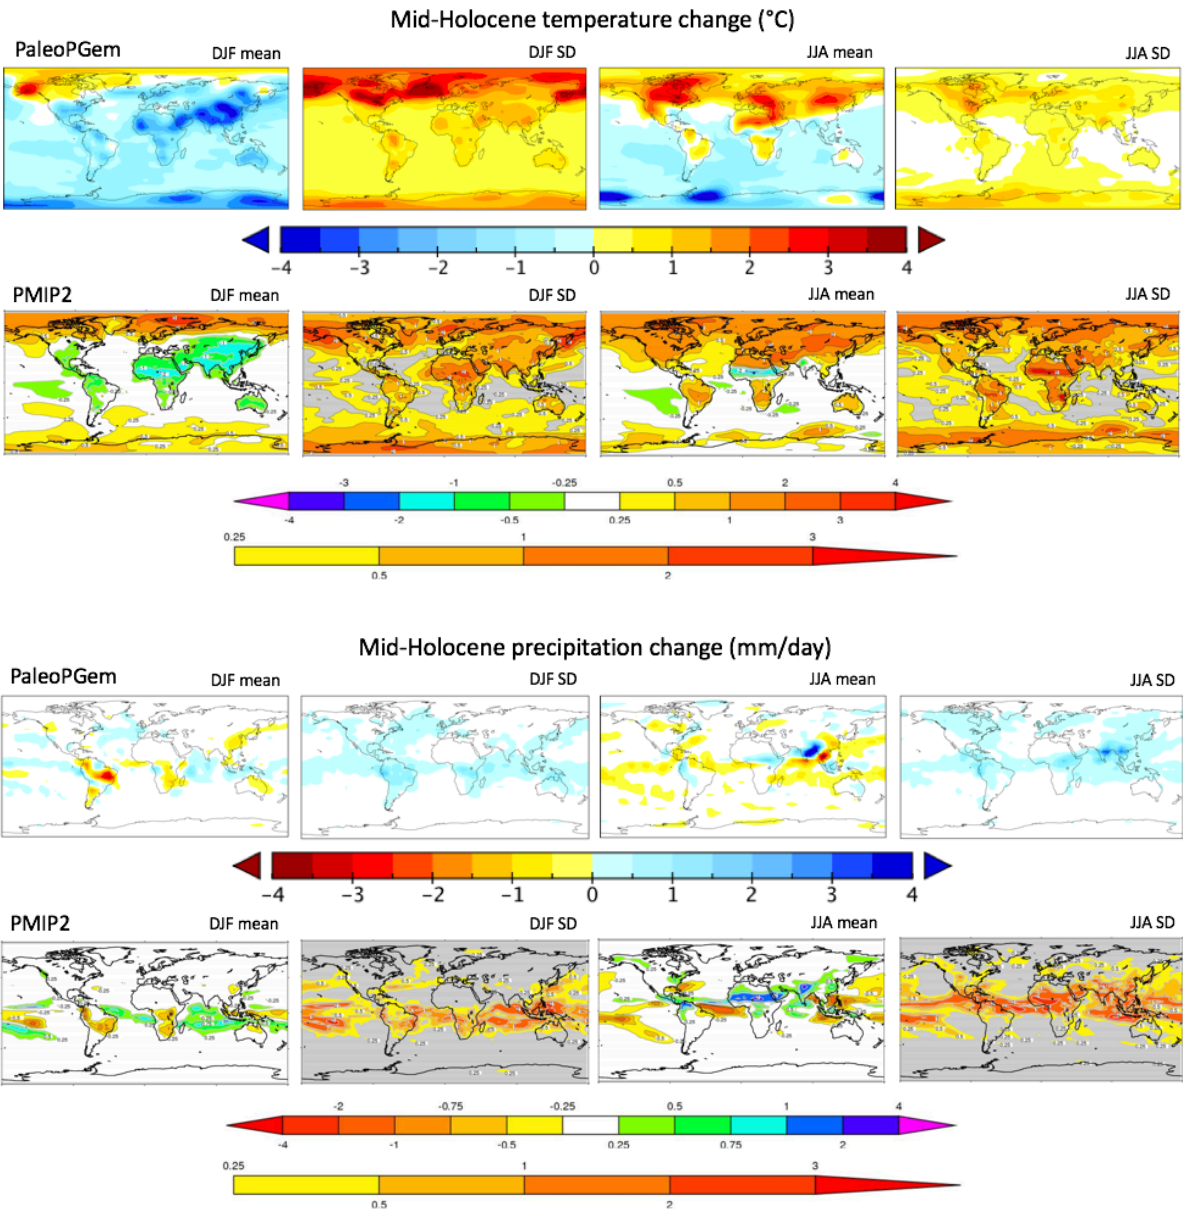 Mid-Holocene temperature change (°C)
PaleoPGem DJF mean DJF SD JJA mean JJA SD
−4 −3 −2 −1 0 1 2 3 4
PMIP2 DJF mean DJF SD JJA mean JJA SD
-3 -1 -0.25 0.5 2 4
-4 -2 -0.5 0.25 1 3
0.25 1 3
0.5 2
Mid-Holocene precipitation change (mm/day)
PaleoPGem DJF mean DJF SD JJA mean JJA SD
−4 −3 −2 −1 0 1 2 3 4
PMIP2 DJF mean DJF SD JJA mean JJA SD
-2 -0.75 -0.25 0.5 1 4
-4 -1 -0.5 0.25 0.75 2
0.25 1 3
0.5 2